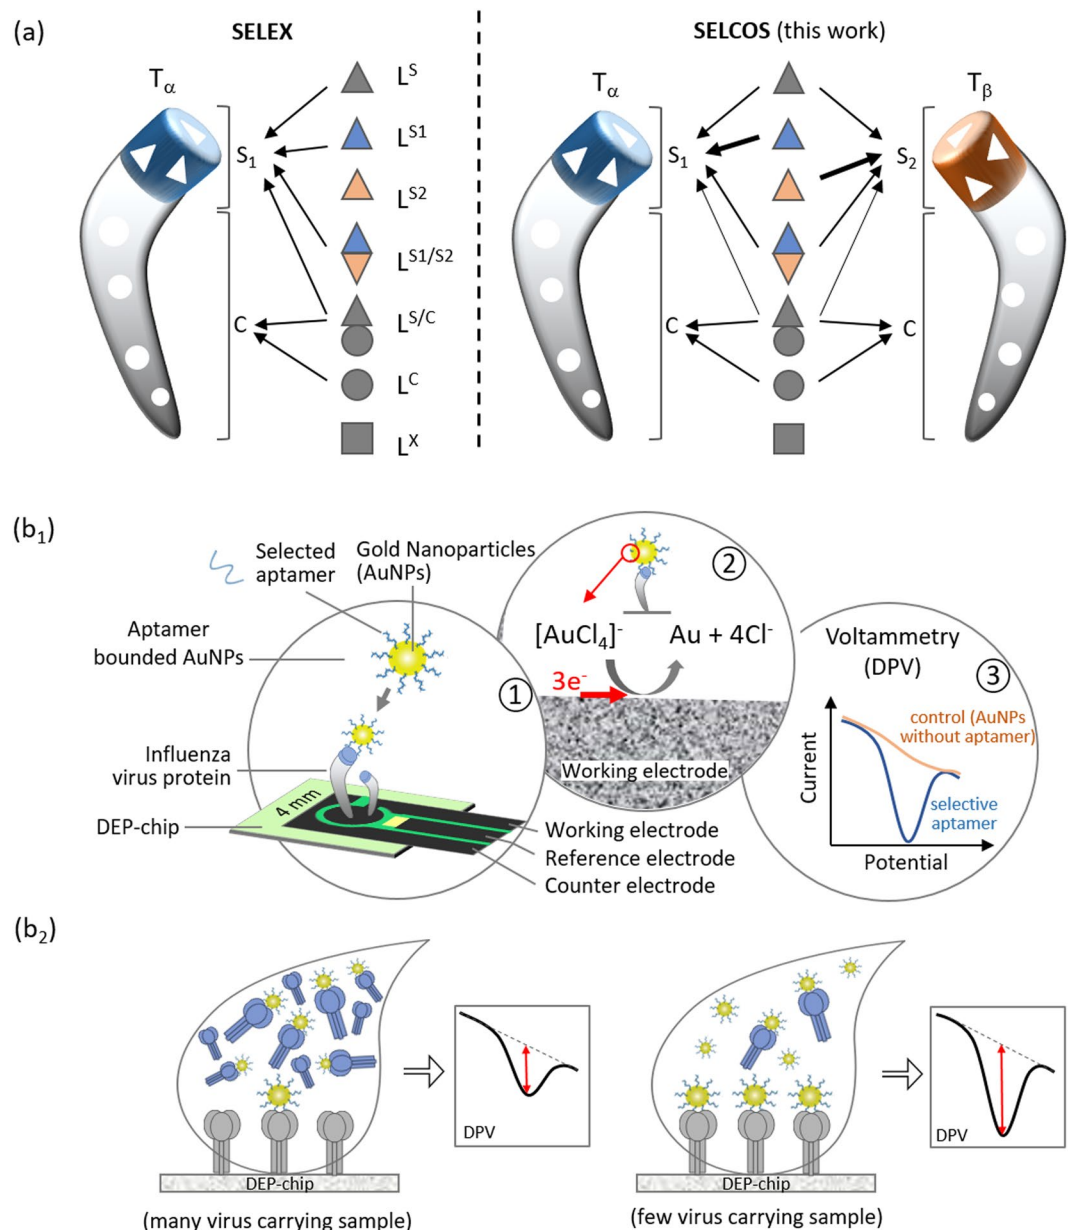 (a)
SELEX
SELCOS (this work)
Tα
Lˢ
Lˢ¹
S₁
Lˢ²
Lˢ¹/ˢ²
C
Lˢ/ᶜ
Lᶜ
Lˣ
Tα
Tβ
S₁
S₂
C
C
(b₁)
Selected
aptamer
Gold Nanoparticles
(AuNPs)
Aptamer
bounded AuNPs
Influenza
virus protein
DEP-chip
4 mm
1
Working electrode
Reference electrode
Counter electrode
2
[AuCl₄]⁻
Au + 4Cl⁻
3e⁻
Working electrode
Voltammetry
(DPV)
3
control (AuNPs
without aptamer)
Current
selective
aptamer
Potential
(b₂)
DPV
DEP-chip
(many virus carrying sample)
DPV
DEP-chip
(few virus carrying sample)